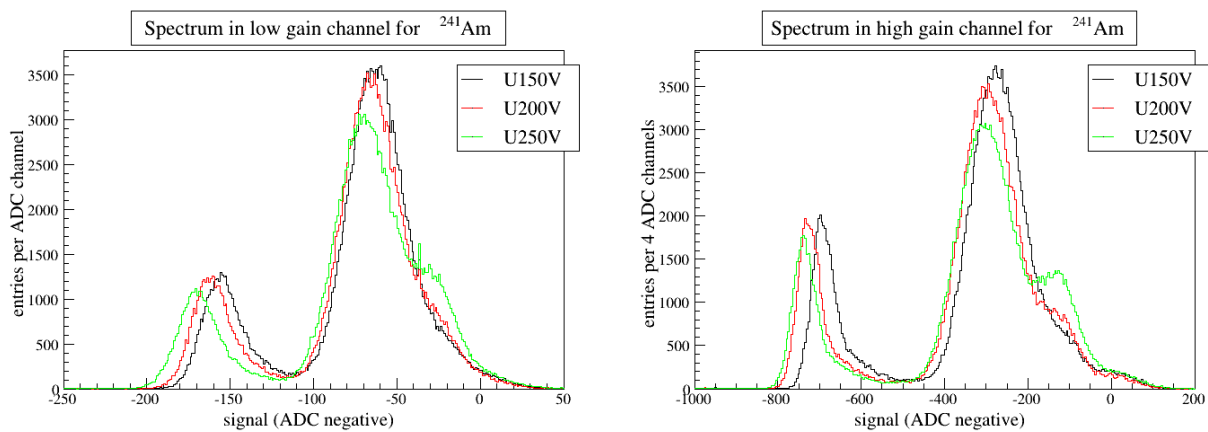 Spectrum in low gain channel for ²⁴¹Am
entries per ADC channel
3500
3000
2500
2000
1500
1000
500
0
-250 -200 -150 -100 -50 0 50
signal (ADC negative)
U150V
U200V
U250V
Spectrum in high gain channel for ²⁴¹Am
entries per 4 ADC channels
3500
3000
2500
2000
1500
1000
500
0
-1000 -800 -600 -400 -200 0 200
signal (ADC negative)
U150V
U200V
U250V